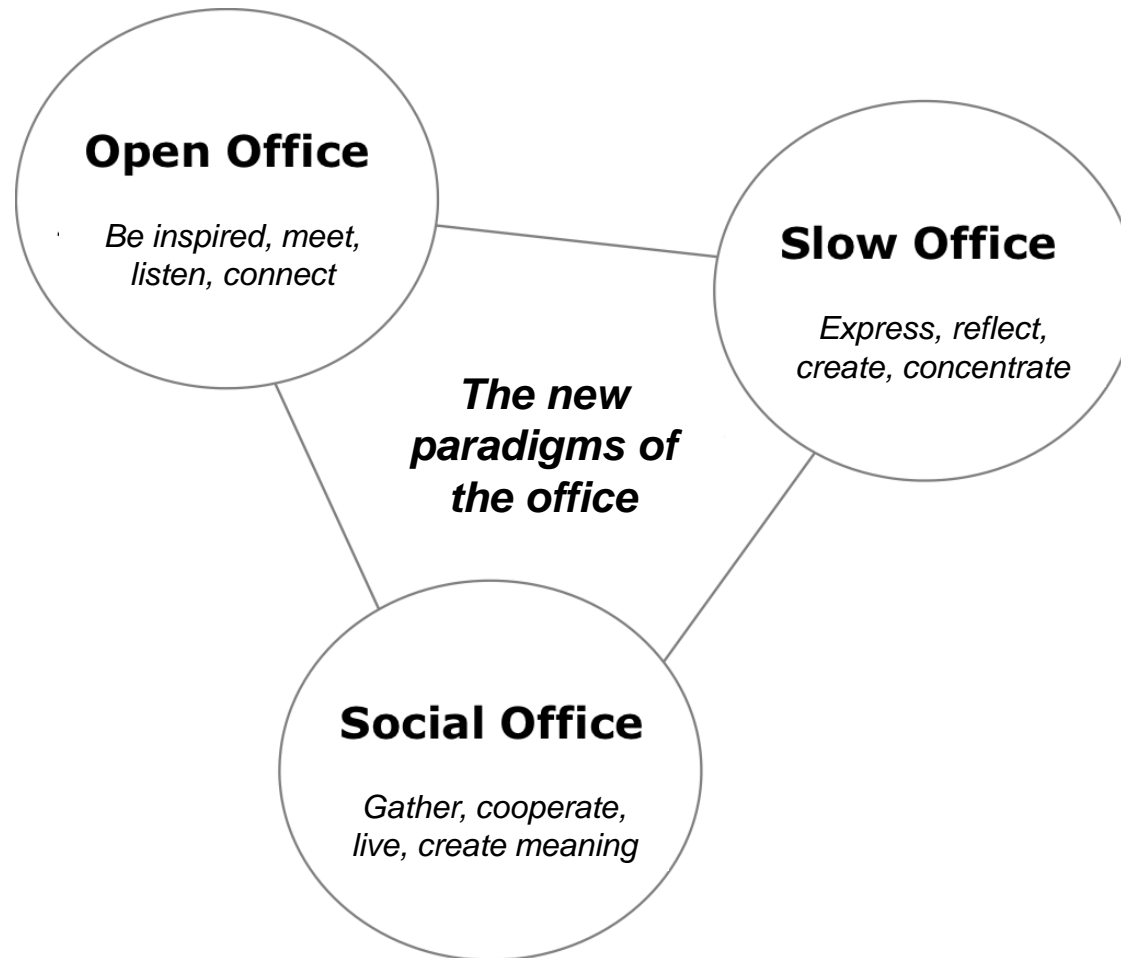 Open Office
Be inspired, meet,
listen, connect
Slow Office
Express, reflect,
create, concentrate
The new
paradigms of
the office
Social Office
Gather, cooperate,
live, create meaning